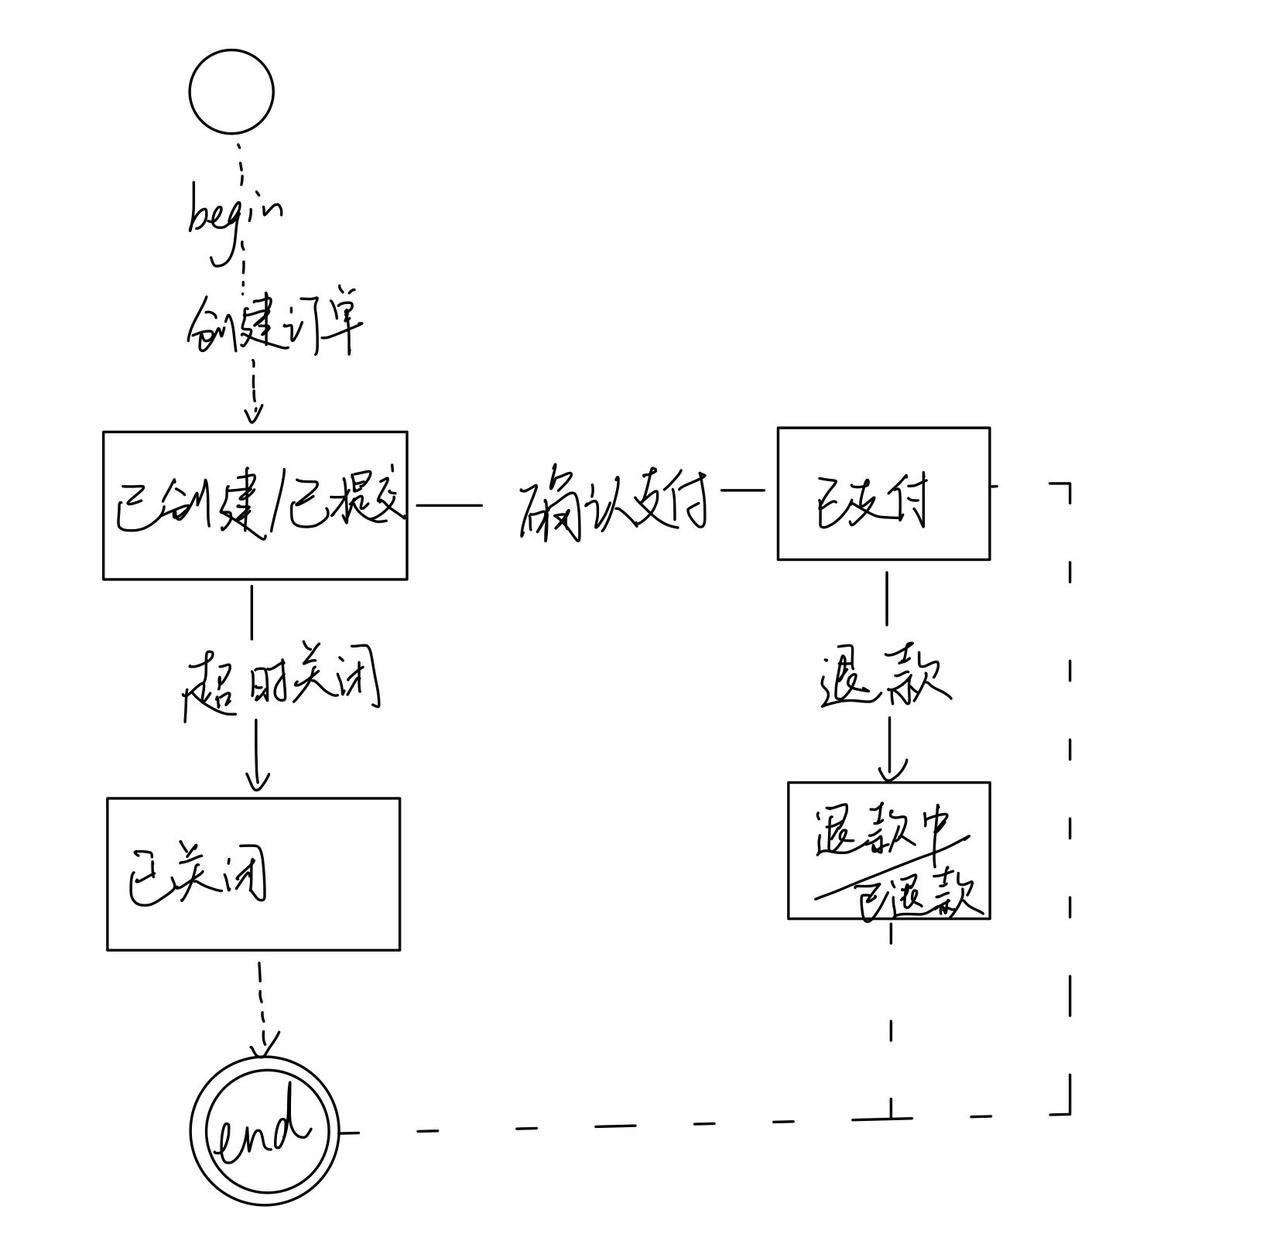 begin
创建订单
已创建/已提交
确认支付
已支付
超时关闭
退款
已关闭
退款中
已退款
end